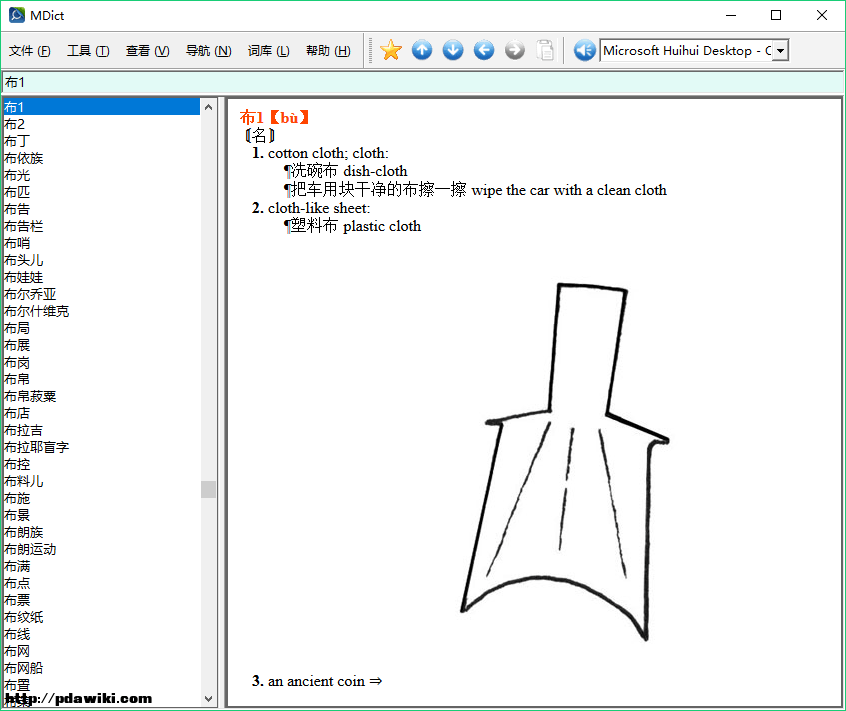 MDict
文件 (F) 工具 (T) 查看 (V) 导航 (N) 词库 (L) 帮助 (H) Microsoft Huihui Desktop - C
布1
布1
布2
布丁
布依族
布光
布匹
布告
布告栏
布哨
布头儿
布娃娃
布尔乔亚
布尔什维克
布局
布展
布岗
布帛
布帛菽粟
布店
布拉吉
布拉耶盲字
布控
布料儿
布施
布景
布朗族
布朗运动
布满
布点
布票
布纹纸
布线
布网
布网船
布置
http://pdawiki.com
布1【bù】
〘名〙
1. cotton cloth; cloth:
¶洗碗布 dish-cloth
¶把车用块干净的布擦一擦 wipe the car with a clean cloth
2. cloth-like sheet:
¶塑料布 plastic cloth
3. an ancient coin ⇒